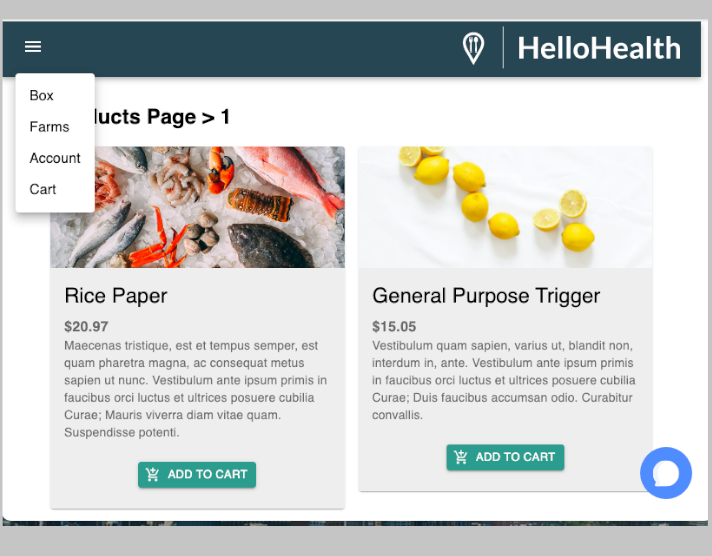 HelloHealth
Box
Farms
Account
Cart
ucts Page > 1
Rice Paper
$20.97
Maecenas tristique, est et tempus semper, est
quam pharetra magna, ac consequat metus
sapien ut nunc. Vestibulum ante ipsum primis in
faucibus orci luctus et ultrices posuere cubilia
Curae; Mauris viverra diam vitae quam.
Suspendisse potenti.
ADD TO CART
General Purpose Trigger
$15.05
Vestibulum quam sapien, varius ut, blandit non,
interdum in, ante. Vestibulum ante ipsum primis
in faucibus orci luctus et ultrices posuere cubilia
Curae; Duis faucibus accumsan odio. Curabitur
convallis.
ADD TO CART